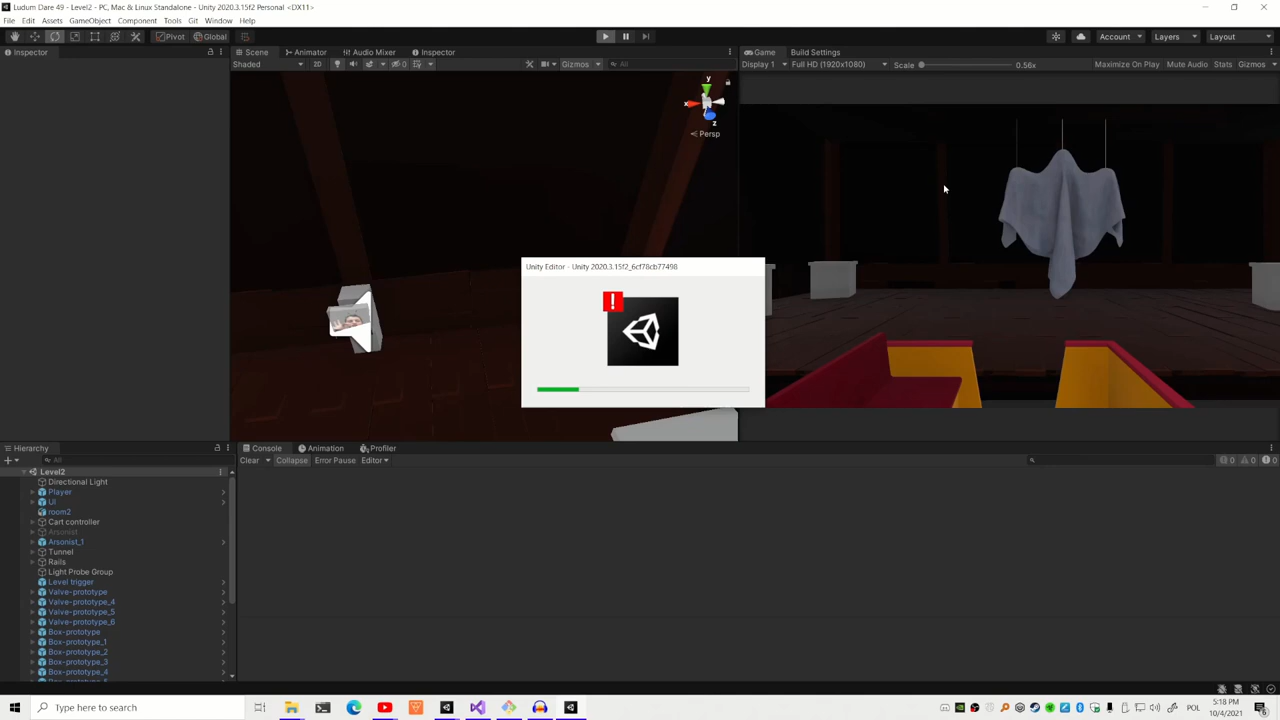 Ludum Dare 49 - Level2 - PC, Mac & Linux Standalone - Unity 2020.3.15f2 Personal <DX11>
File Edit Assets GameObject Component Tools Git Window Help
Pivot Global Account Layers Layout
Inspector Scene Animator Audio Mixer Inspector Game Build Settings
Shaded 2D 0 Gizmos All Display 1 Full HD (1920x1080) Scale 0.56x Maximize On Play Mute Audio Stats Gizmos
y
x
z
Persp
Unity Editor - Unity 2020.3.15f2_6cf78cb77498
!
Hierarchy Console Animation Profiler
All Clear Collapse Error Pause Editor 0 0 0
Level2
Directional Light
Player
UI
room2
Cart controller
Arsonist
Arsonist_1
Tunnel
Rails
Light Probe Group
Level trigger
Valve-prototype
Valve-prototype_4
Valve-prototype_5
Valve-prototype_6
Box-prototype
Box-prototype_1
Box-prototype_2
Box-prototype_3
Box-prototype_4
Type here to search
POL
5:18 PM
10/4/2021